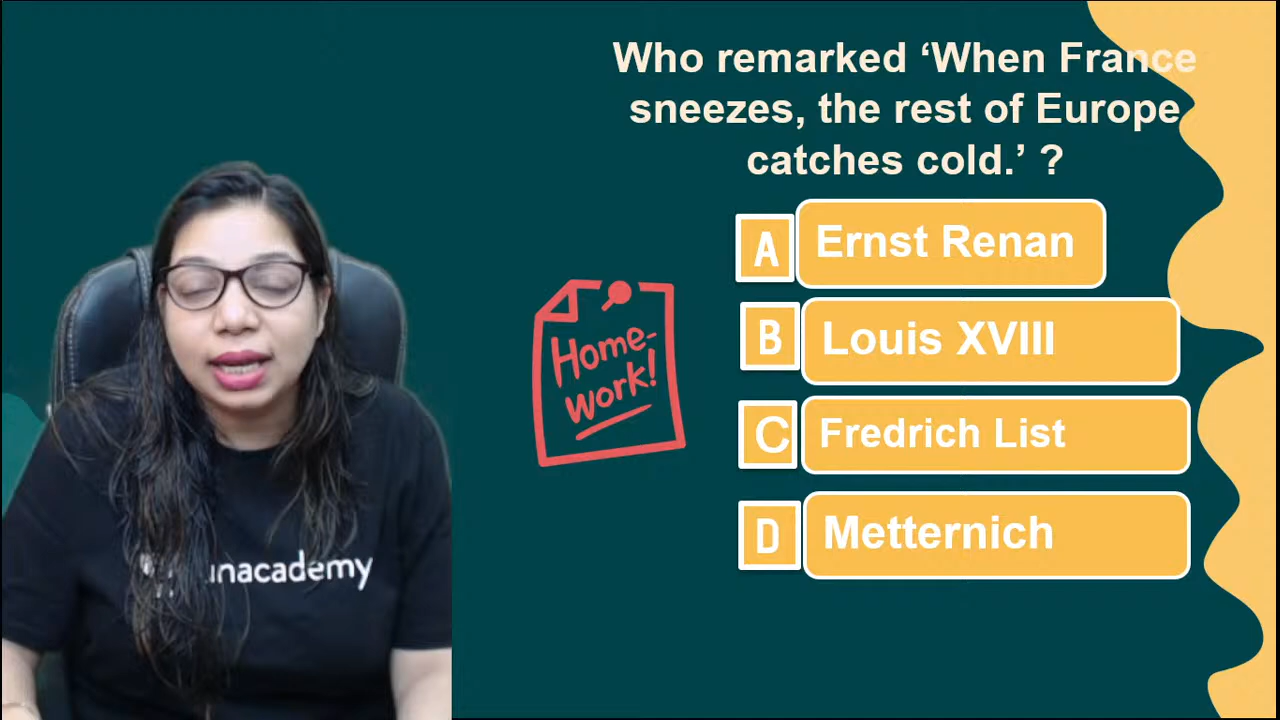 Who remarked ‘When France
sneezes, the rest of Europe
catches cold.’ ?
A Ernst Renan
B Louis XVIII
C Fredrich List
D Metternich
Home-
work!
unacademy